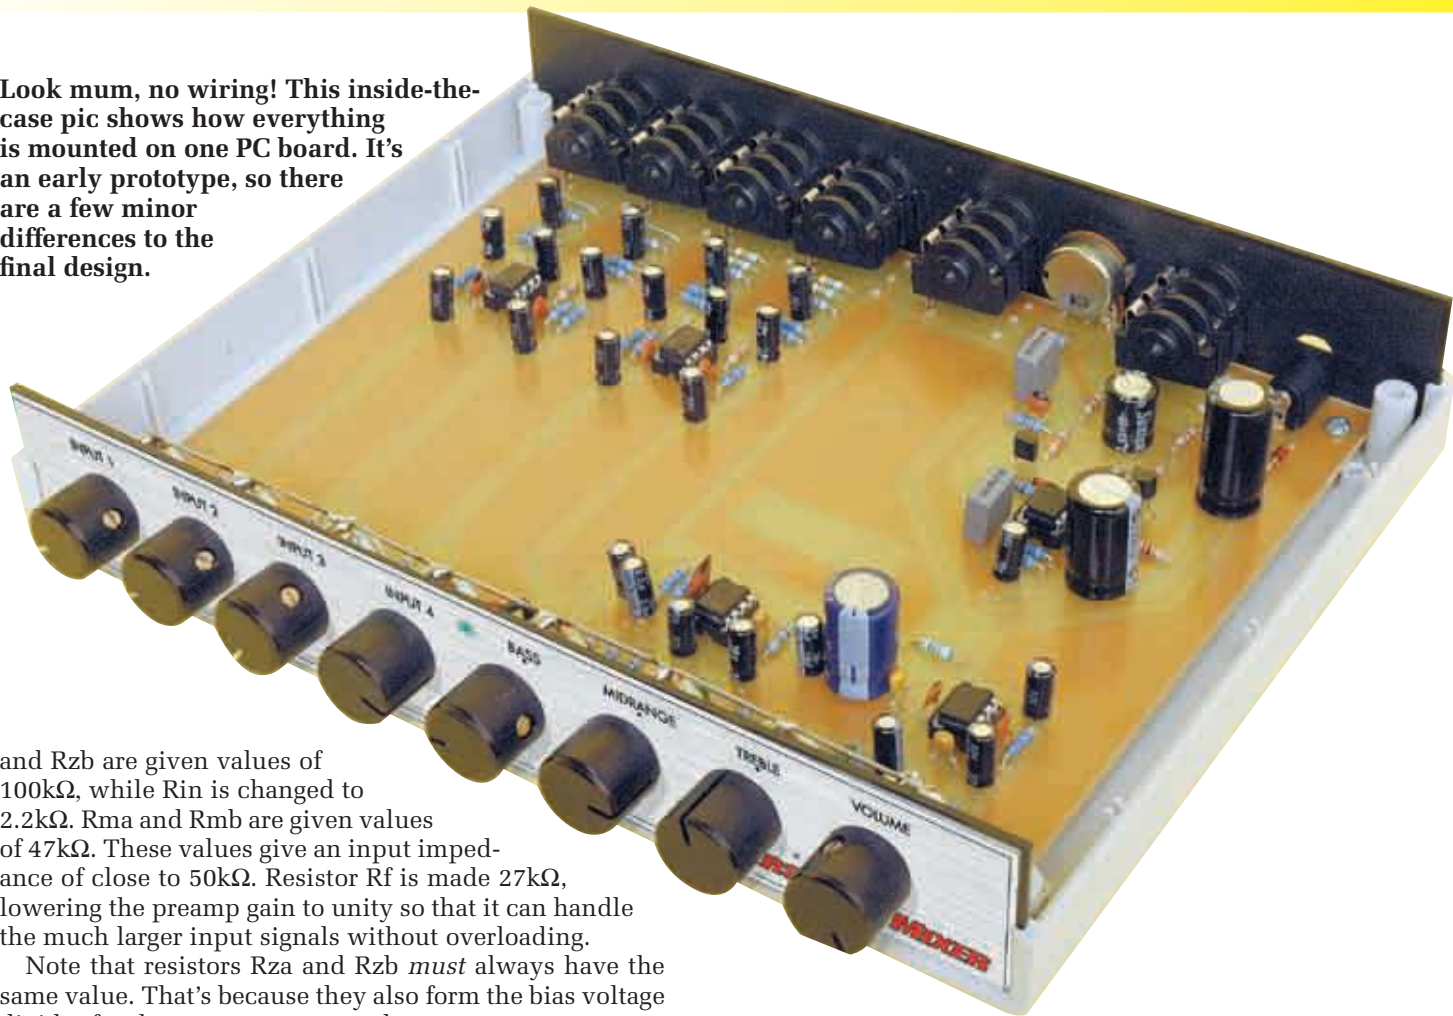 Look mum, no wiring! This inside-the-
case pic shows how everything
is mounted on one PC board. It’s
an early prototype, so there
are a few minor
differences to the
final design.
INPUT 1
INPUT 2
INPUT 3
INPUT 4
BASS
MIDRANGE
TREBLE
VOLUME
MIXER
and Rzb are given values of
100kΩ, while Rin is changed to
2.2kΩ. Rma and Rmb are given values
of 47kΩ. These values give an input imped-
ance of close to 50kΩ. Resistor Rf is made 27kΩ,
lowering the preamp gain to unity so that it can handle
the much larger input signals without overloading.
Note that resistors Rza and Rzb must always have the
same value. That’s because they also form the bias voltage